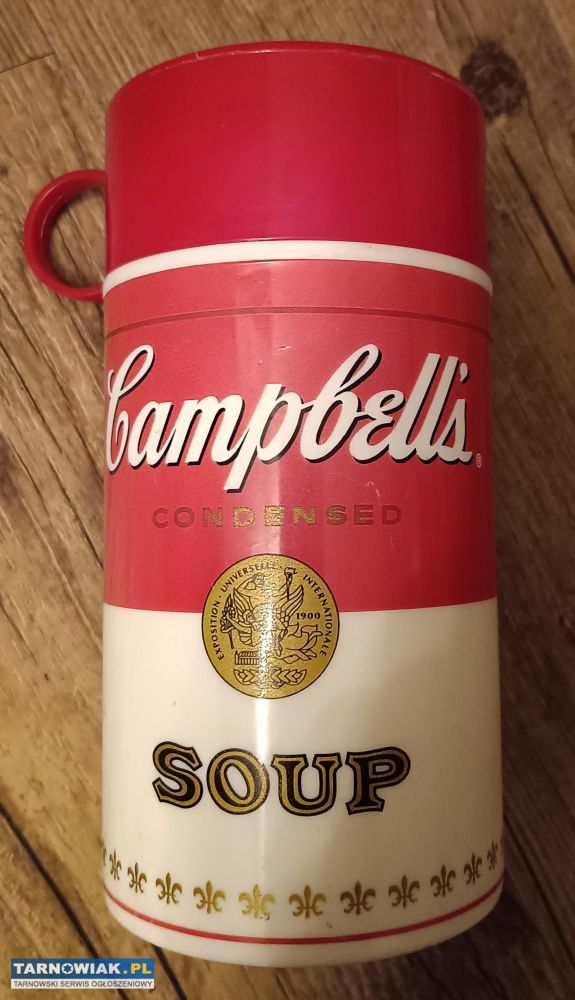 Campbell's®
CONDENSED
EXPOSITION · UNIVERSELLE INTERNATIONALE
1900
SOUP
TARNOWIAK.PL
TARNOWSKI SERWIS OGŁOSZENIOWY